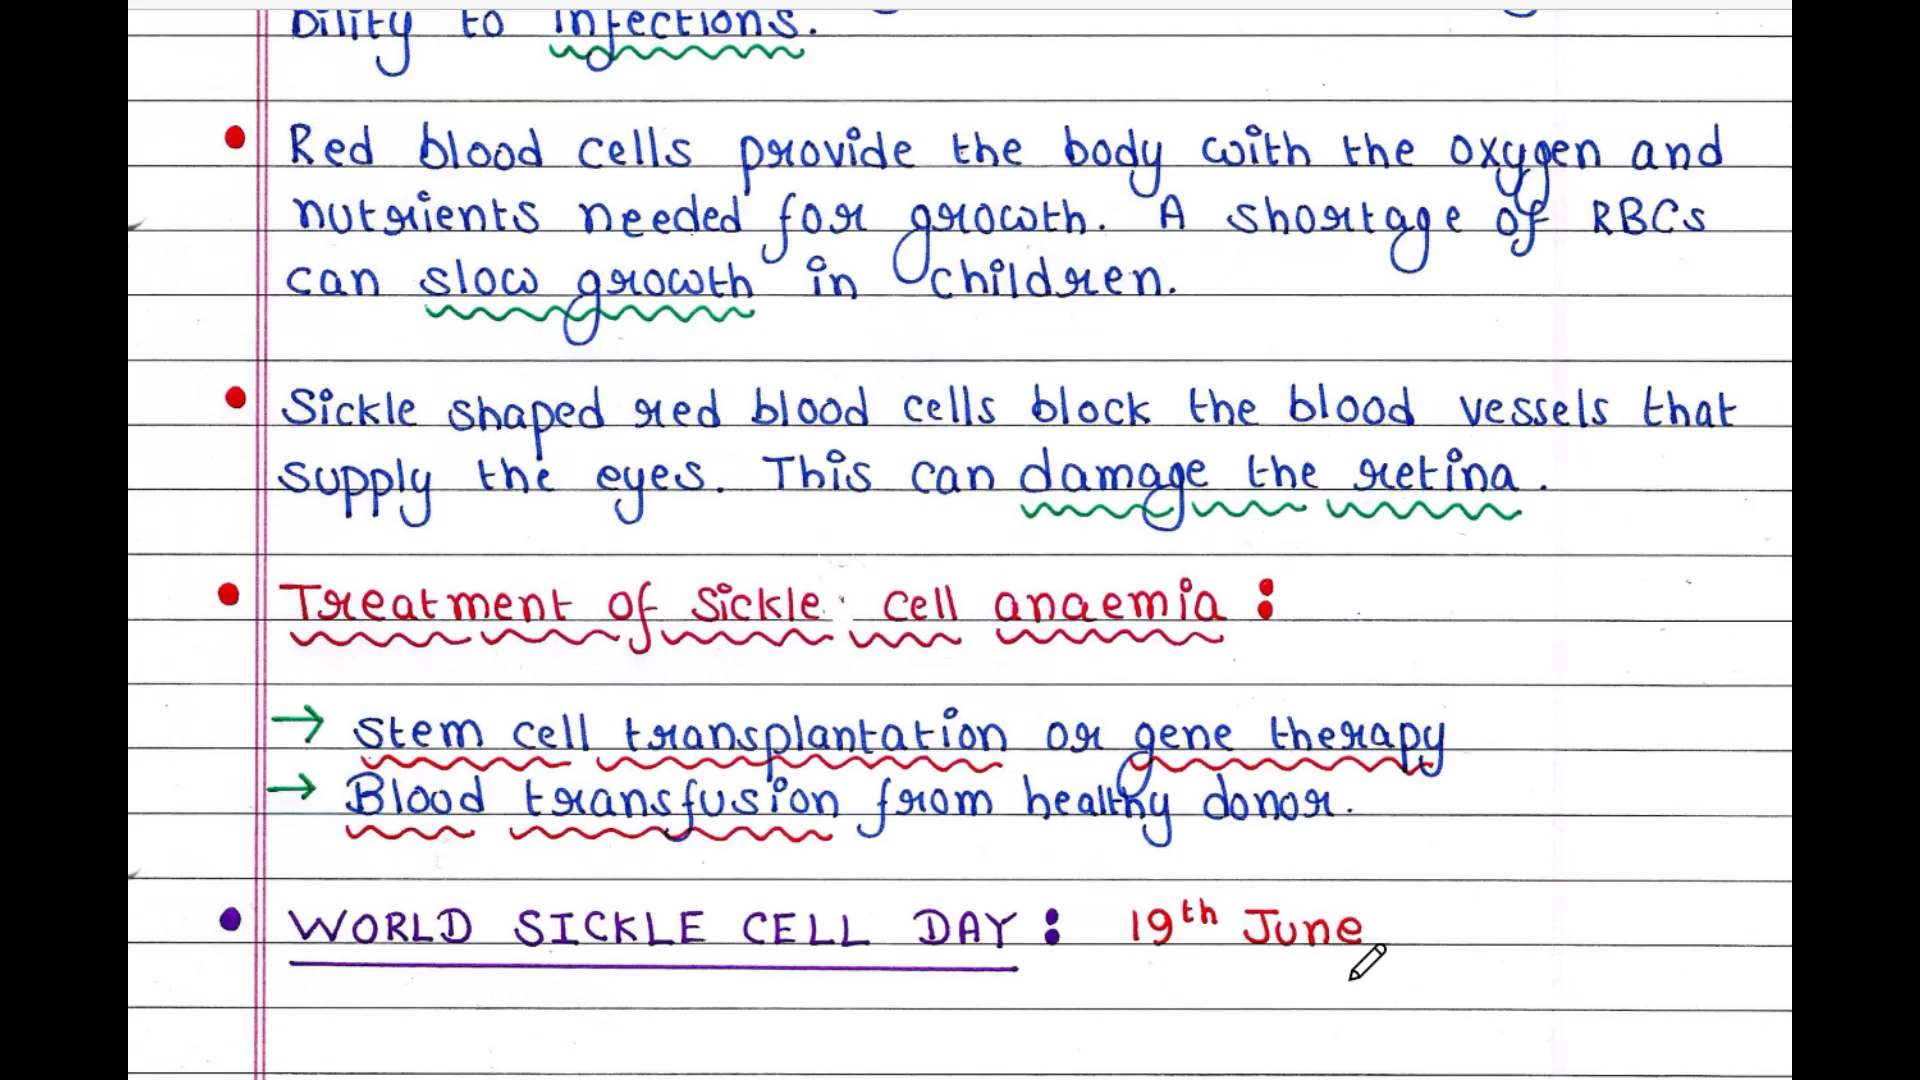 bility to infections.
• Red blood cells provide the body with the oxygen and
nutrients needed for growth. A shortage of RBCs
can slow growth in children.
• Sickle shaped red blood cells block the blood vessels that
supply the eyes. This can damage the retina.
• Treatment of sickle cell anaemia :
→ Stem cell transplantation or gene therapy
→ Blood transfusion from healthy donor.
• WORLD SICKLE CELL DAY : 19th June